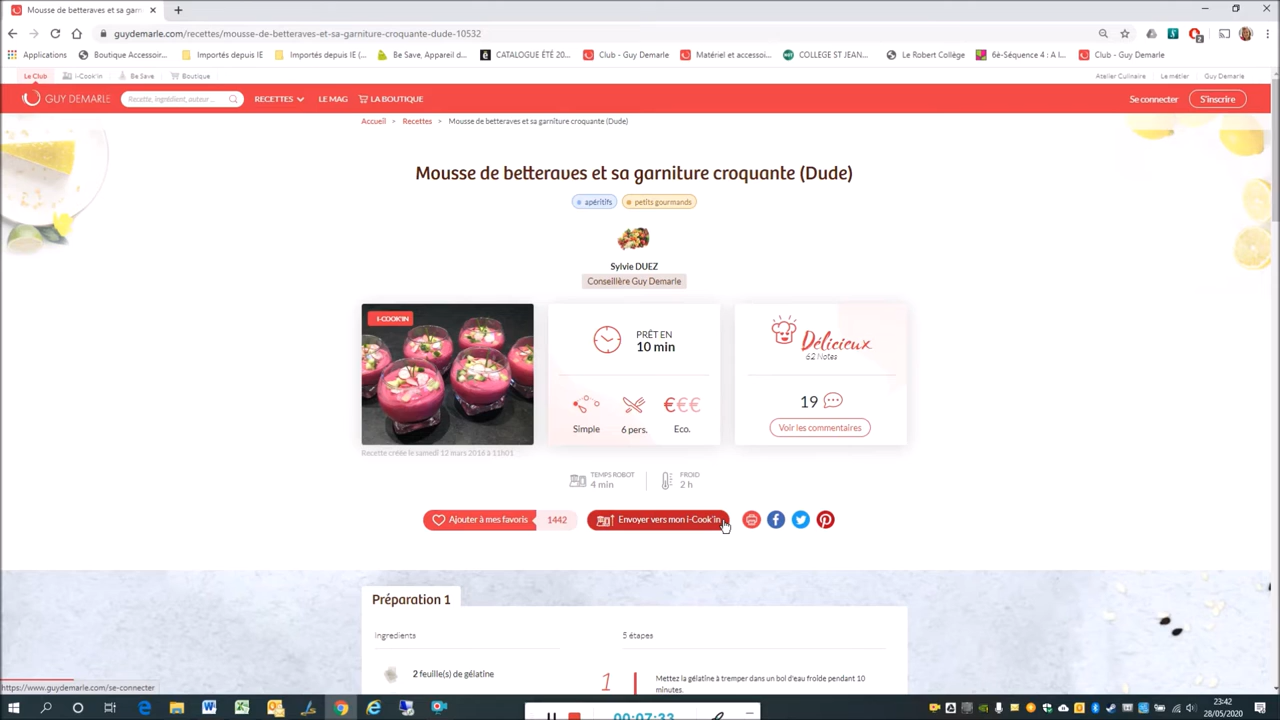 Mousse de betteraves et sa garn
guydemarle.com/recettes/mousse-de-betteraves-et-sa-garniture-croquante-dude-10532
Applications
Boutique Accessoir...
Importés depuis IE
Importés depuis IE (...
Be Save, Appareil d...
CATALOGUE ÉTÉ 20...
Club - Guy Demarle
Matériel et accessoi...
COLLEGE ST JEAN...
Le Robert Collège
6è-Séquence 4 : A l...
Club - Guy Demarle
Le Club
i-Cook'in
Be Save
Boutique
Atelier Culinaire
Le métier
Guy Demarle
GUY DEMARLE
Recette, ingrédient, auteur ...
RECETTES
LE MAG
LA BOUTIQUE
Se connecter
S'inscrire
Accueil > Recettes > Mousse de betteraves et sa garniture croquante (Dude)
Mousse de betteraves et sa garniture croquante (Dude)
apéritifs
petits gourmands
Sylvie DUEZ
Conseillère Guy Demarle
I-COOK'IN
PRÊT EN
10 min
Simple
6 pers.
€€€
Eco.
Délicieux
62 Notes
19
Voir les commentaires
Recette créée le samedi 12 mars 2016 à 11h01
TEMPS ROBOT
4 min
FROID
2 h
Ajouter à mes favoris
1442
Envoyer vers mon i-Cook'in
Préparation 1
ingredients
5 étapes
2 feuille(s) de gélatine
1
Mettez la gélatine à tremper dans un bol d'eau froide pendant 10
minutes.
https://www.guydemarle.com/se-connecter
00:07:33
23:42
28/05/2020